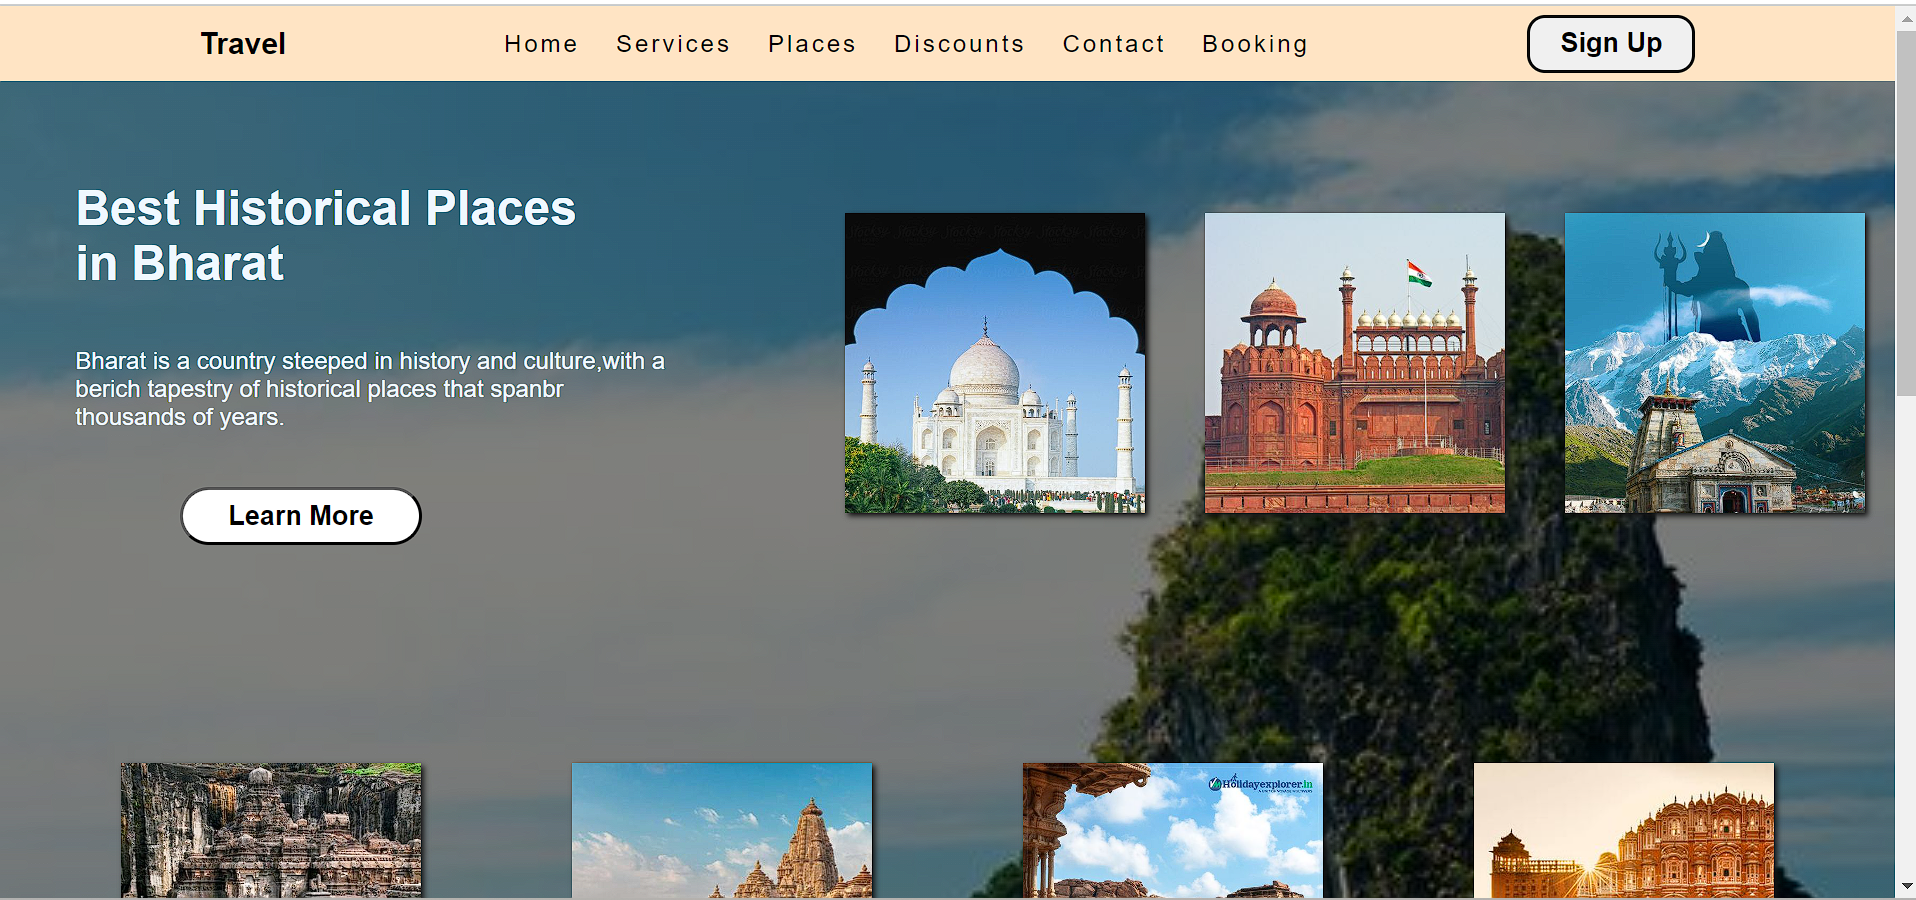 Travel
Home Services Places Discounts Contact Booking
Sign Up
Best Historical Places
in Bharat
Bharat is a country steeped in history and culture,with a
berich tapestry of historical places that spanbr
thousands of years.
Learn More
Holidayexplorer.in